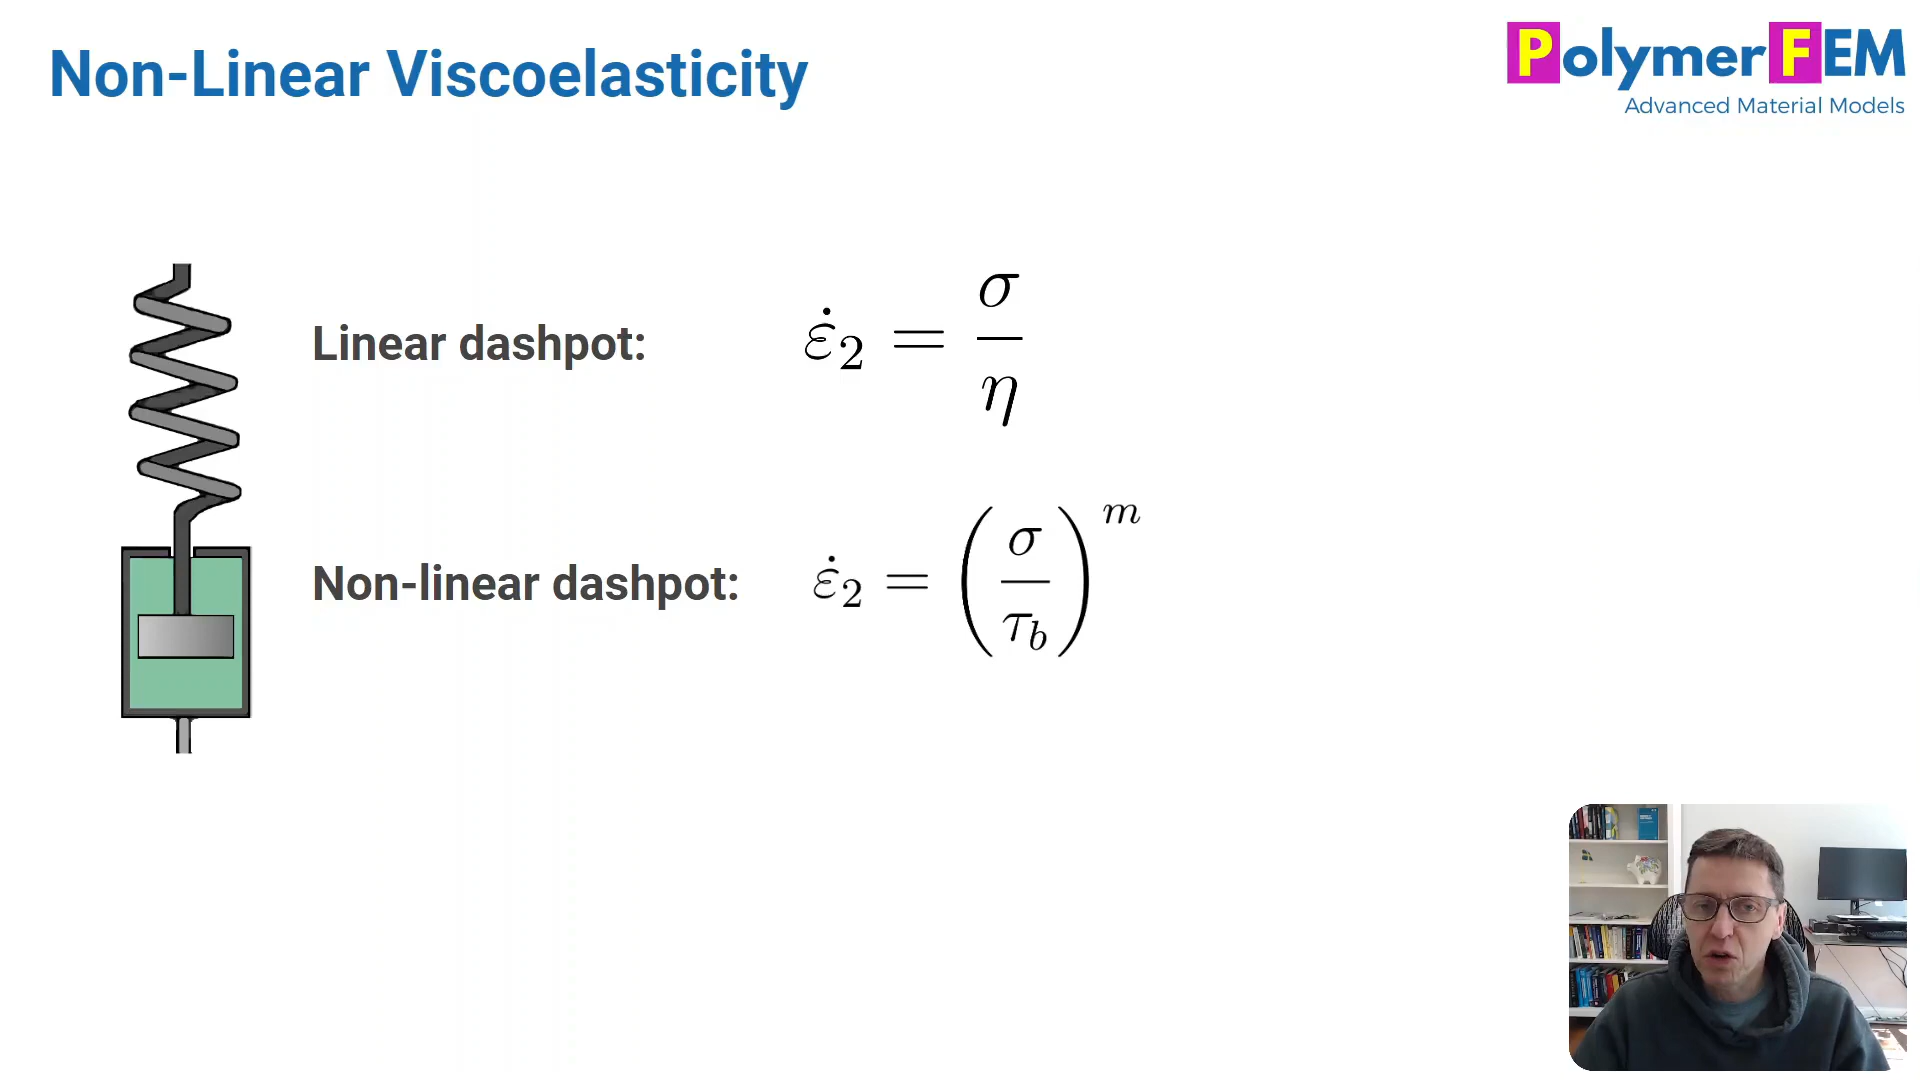 Non-Linear Viscoelasticity
PolymerFEM
Advanced Material Models
Linear dashpot: ε̇₂ = σ/η
Non-linear dashpot: ε̇₂ = (σ/τ_b)^m